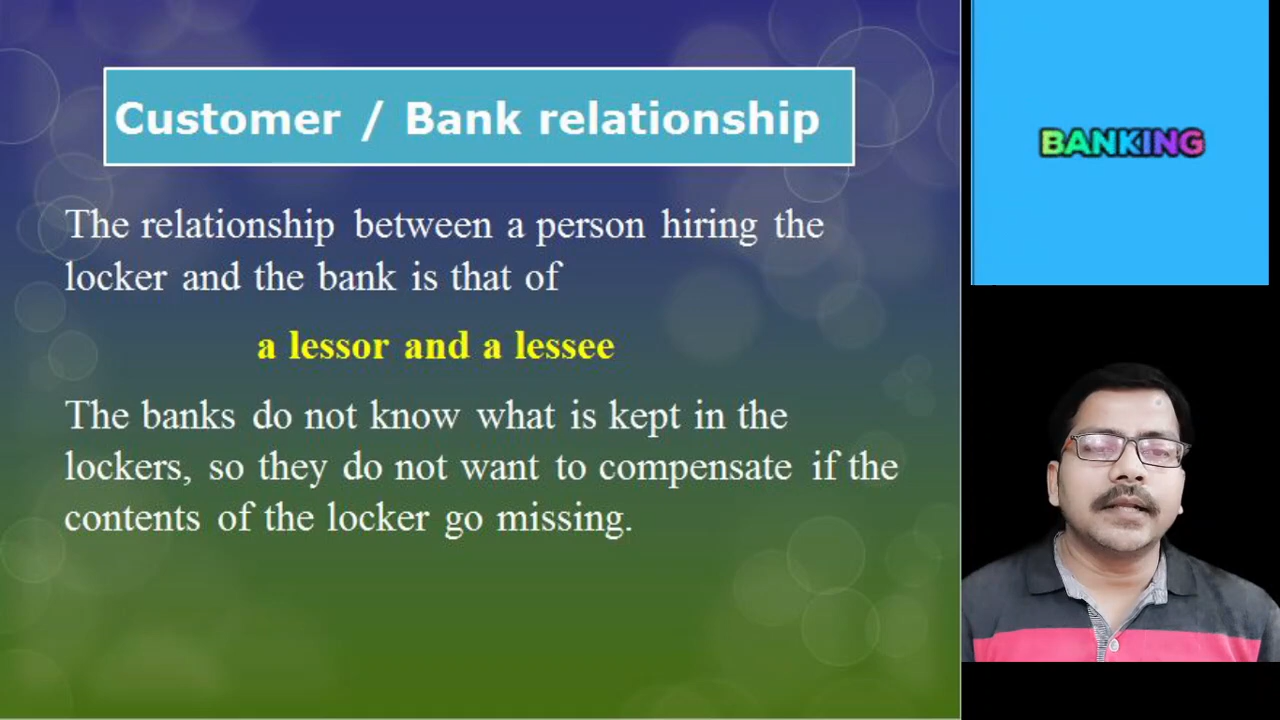 Customer / Bank relationship
The relationship between a person hiring the
locker and the bank is that of
a lessor and a lessee
The banks do not know what is kept in the
lockers, so they do not want to compensate if the
contents of the locker go missing.
BANKING